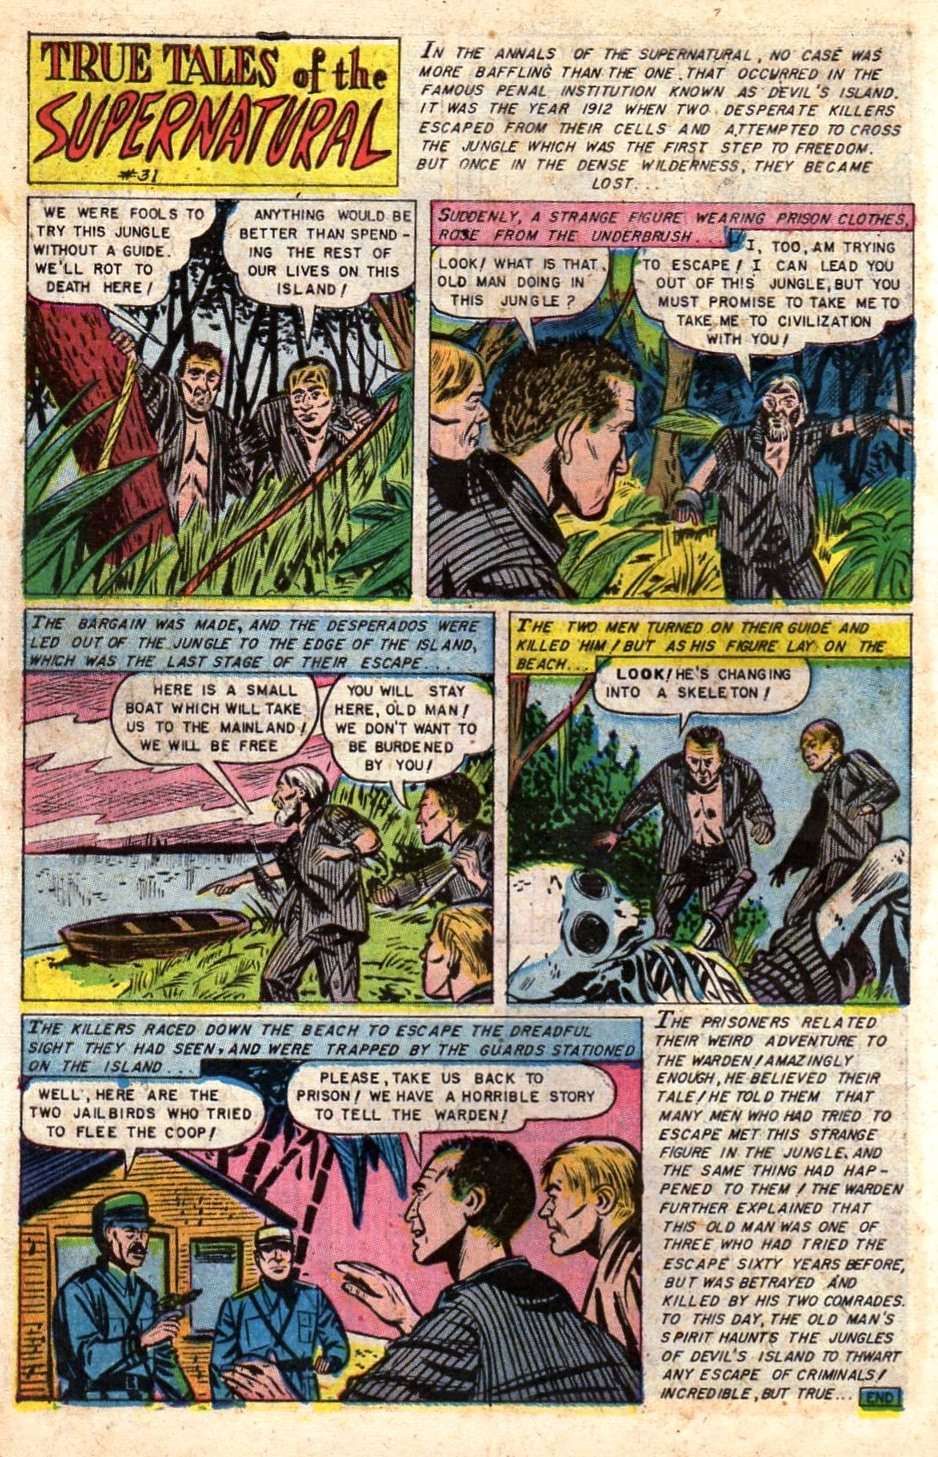 TRUE TALES of the
SUPERNATURAL
#31
IN THE ANNALS OF THE SUPERNATURAL, NO CASE WAS
MORE BAFFLING THAN THE ONE THAT OCCURRED IN THE
FAMOUS PENAL INSTITUTION KNOWN AS DEVIL'S ISLAND.
IT WAS THE YEAR 1912 WHEN TWO DESPERATE KILLERS
ESCAPED FROM THEIR CELLS AND ATTEMPTED TO CROSS
THE JUNGLE WHICH WAS THE FIRST STEP TO FREEDOM.
BUT ONCE IN THE DENSE WILDERNESS, THEY BECAME
LOST...
WE WERE FOOLS TO
TRY THIS JUNGLE
WITHOUT A GUIDE.
WE'LL ROT TO
DEATH HERE!
ANYTHING WOULD BE
BETTER THAN SPEND-
ING THE REST OF
OUR LIVES ON THIS
ISLAND!
SUDDENLY, A STRANGE FIGURE WEARING PRISON CLOTHES,
ROSE FROM THE UNDERBRUSH...
LOOK! WHAT IS THAT
OLD MAN DOING IN
THIS JUNGLE?
I, TOO, AM TRYING
TO ESCAPE! I CAN LEAD YOU
OUT OF THIS JUNGLE, BUT YOU
MUST PROMISE TO TAKE ME TO
TAKE ME TO CIVILIZATION
WITH YOU!
THE BARGAIN WAS MADE, AND THE DESPERADOS WERE
LED OUT OF THE JUNGLE TO THE EDGE OF THE ISLAND,
WHICH WAS THE LAST STAGE OF THEIR ESCAPE...
HERE IS A SMALL
BOAT WHICH WILL TAKE
US TO THE MAINLAND!
WE WILL BE FREE
YOU WILL STAY
HERE, OLD MAN!
WE DON'T WANT TO
BE BURDENED
BY YOU!
THE TWO MEN TURNED ON THEIR GUIDE AND
KILLED HIM! BUT AS HIS FIGURE LAY ON THE
BEACH...
LOOK! HE'S CHANGING
INTO A SKELETON!
THE KILLERS RACED DOWN THE BEACH TO ESCAPE THE DREADFUL
SIGHT THEY HAD SEEN, AND WERE TRAPPED BY THE GUARDS STATIONED
ON THE ISLAND...
WELL, HERE ARE THE
TWO JAILBIRDS WHO TRIED
TO FLEE THE COOP!
PLEASE, TAKE US BACK TO
PRISON! WE HAVE A HORRIBLE STORY
TO TELL THE WARDEN!
THE PRISONERS RELATED
THEIR WEIRD ADVENTURE TO
THE WARDEN! AMAZINGLY
ENOUGH, HE BELIEVED THEIR
TALE! HE TOLD THEM THAT
MANY MEN WHO HAD TRIED TO
ESCAPE MET THIS STRANGE
FIGURE IN THE JUNGLE, AND
THE SAME THING HAD HAP-
PENED TO THEM! THE WARDEN
FURTHER EXPLAINED THAT
THIS OLD MAN WAS ONE OF
THREE WHO HAD TRIED THE
ESCAPE SIXTY YEARS BEFORE,
BUT WAS BETRAYED AND
KILLED BY HIS TWO COMRADES.
TO THIS DAY, THE OLD MAN'S
SPIRIT HAUNTS THE JUNGLES
OF DEVIL'S ISLAND TO THWART
ANY ESCAPE OF CRIMINALS!
INCREDIBLE, BUT TRUE... END